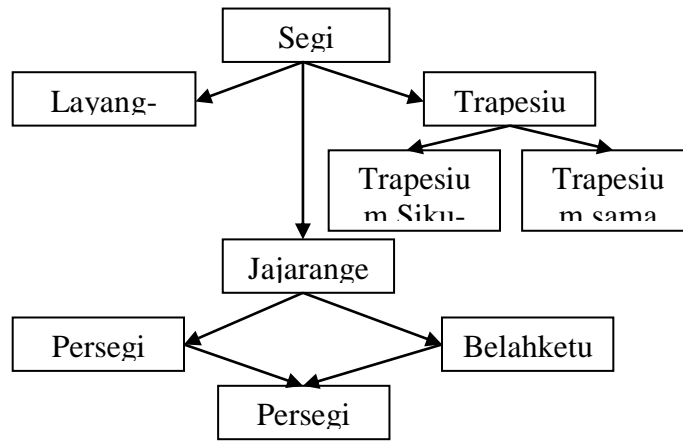 Segi
Layang-
Trapesiu
Trapesiu
m Siku-
Trapesiu
m sama
Jajarange
Persegi
Belahketu
Persegi